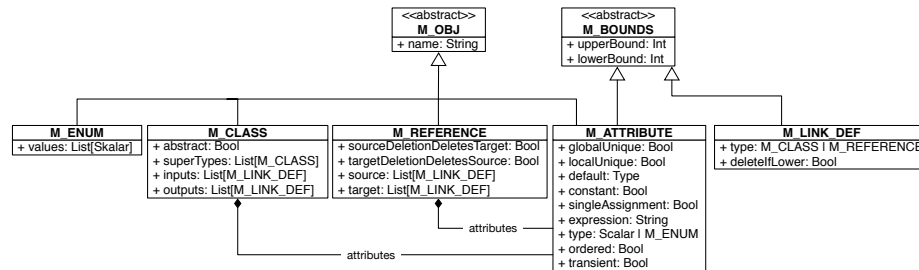 <<abstract>>
M_OBJ
+ name: String
<<abstract>>
M_BOUNDS
+ upperBound: Int
+ lowerBound: Int
M_ENUM
+ values: List[Skalar]
M_CLASS
+ abstract: Bool
+ superTypes: List[M_CLASS]
+ inputs: List[M_LINK_DEF]
+ outputs: List[M_LINK_DEF]
M_REFERENCE
+ sourceDeletionDeletesTarget: Bool
+ targetDeletionDeletesSource: Bool
+ source: List[M_LINK_DEF]
+ target: List[M_LINK_DEF]
M_ATTRIBUTE
+ globalUnique: Bool
+ localUnique: Bool
+ default: Type
+ constant: Bool
+ singleAssignment: Bool
+ expression: String
+ type: Scalar | M_ENUM
+ ordered: Bool
+ transient: Bool
M_LINK_DEF
+ type: M_CLASS | M_REFERENCE
+ deleteIfLower: Bool
attributes
attributes